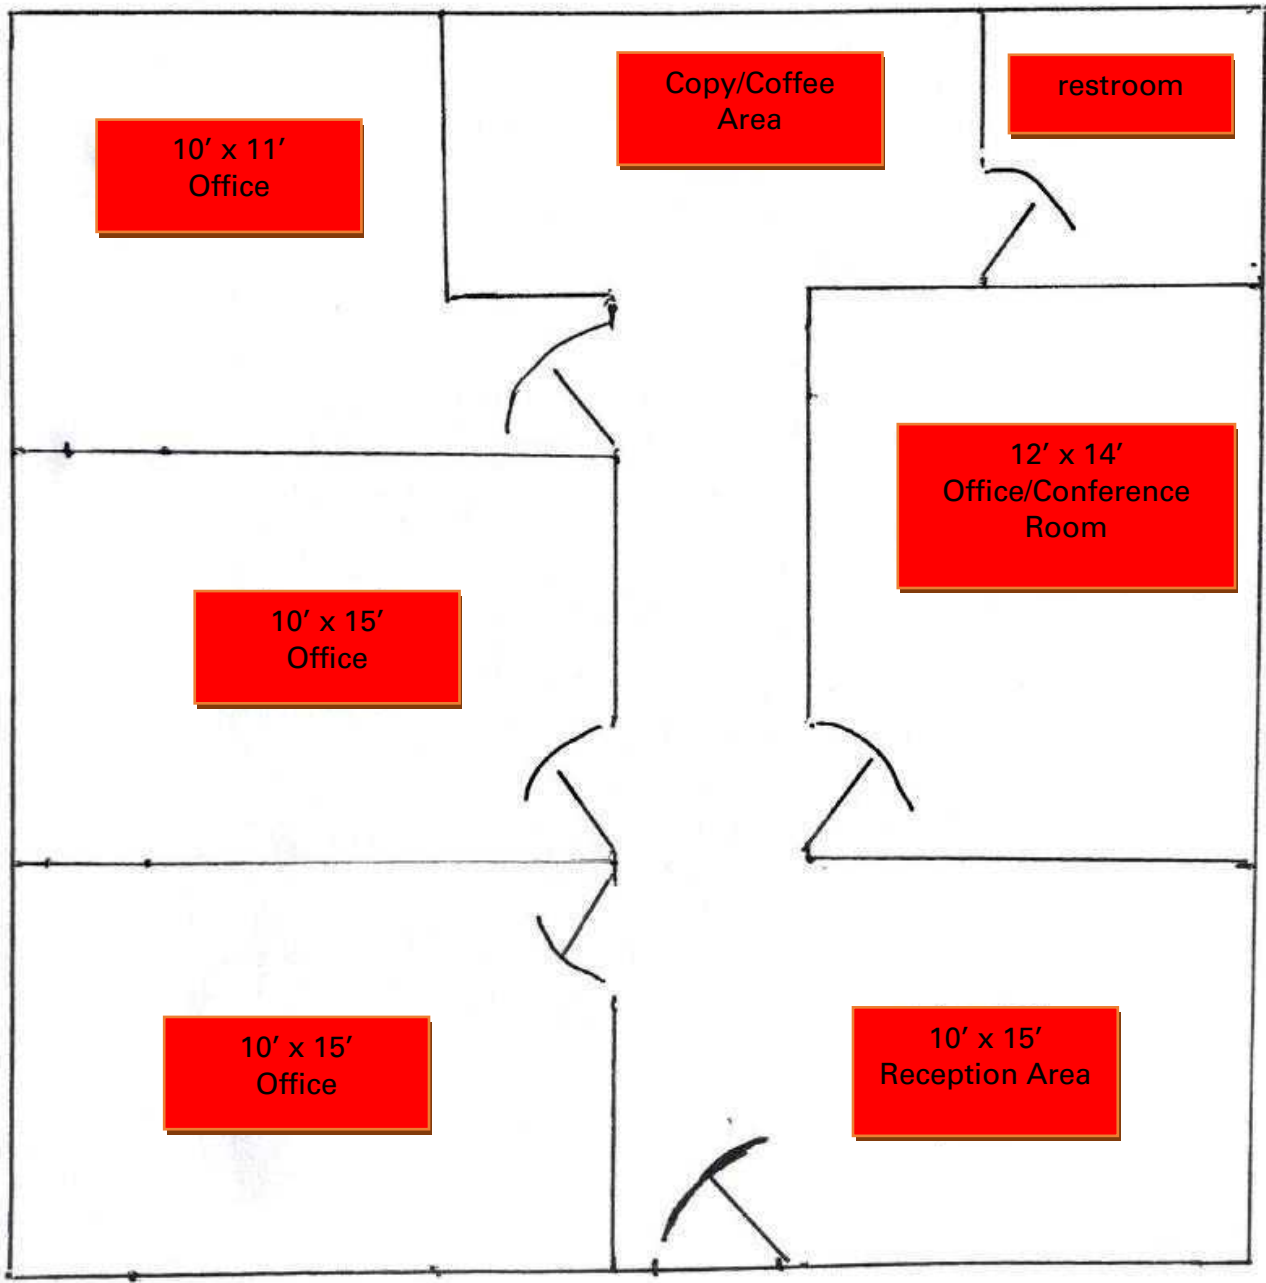 Copy/Coffee
Area
restroom
10’ x 11’
Office
12’ x 14’
Office/Conference
Room
10’ x 15’
Office
10’ x 15’
Office
10’ x 15’
Reception Area